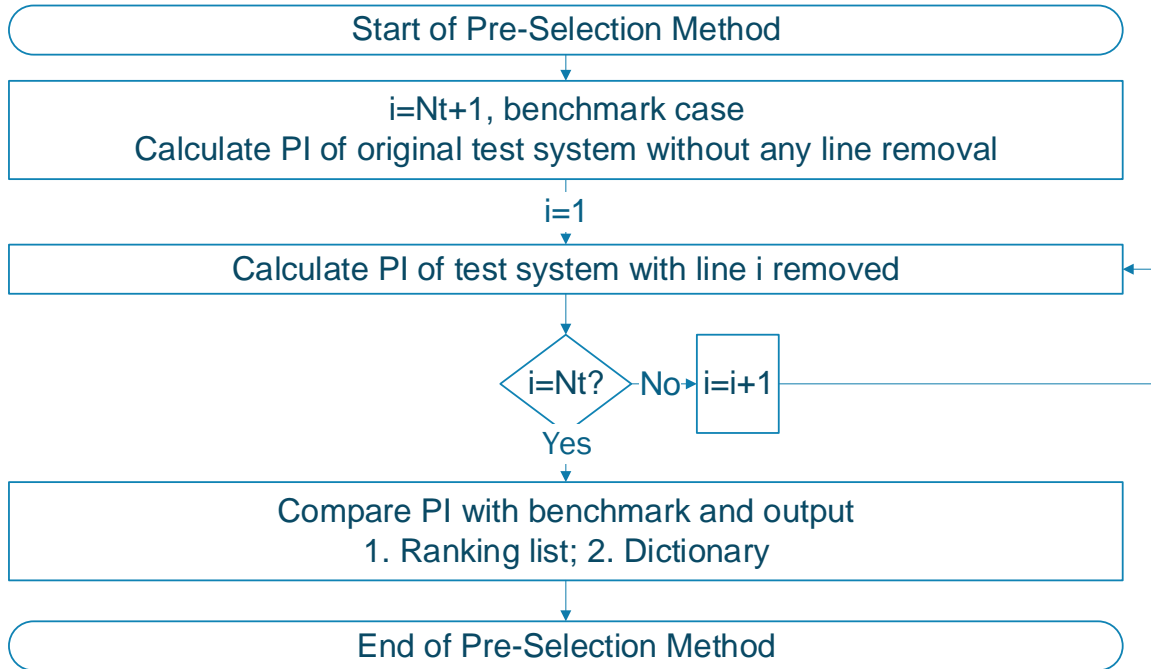 Start of Pre-Selection Method
i=Nt+1, benchmark case
Calculate PI of original test system without any line removal
i=1
Calculate PI of test system with line i removed
i=Nt?
No
i=i+1
Yes
Compare PI with benchmark and output
1. Ranking list; 2. Dictionary
End of Pre-Selection Method